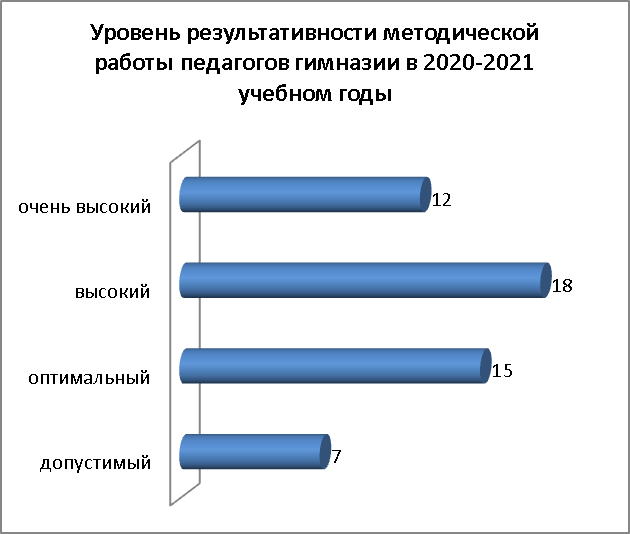 Уровень результативности методической
работы педагогов гимназии в 2020-2021
учебном годы
очень высокий
12
высокий
18
оптимальный
15
допустимый
7